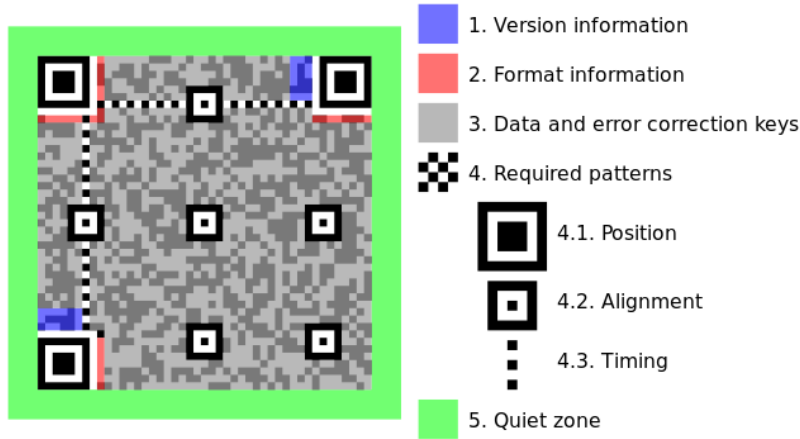 1. Version information
2. Format information
3. Data and error correction keys
4. Required patterns
4.1. Position
4.2. Alignment
4.3. Timing
5. Quiet zone